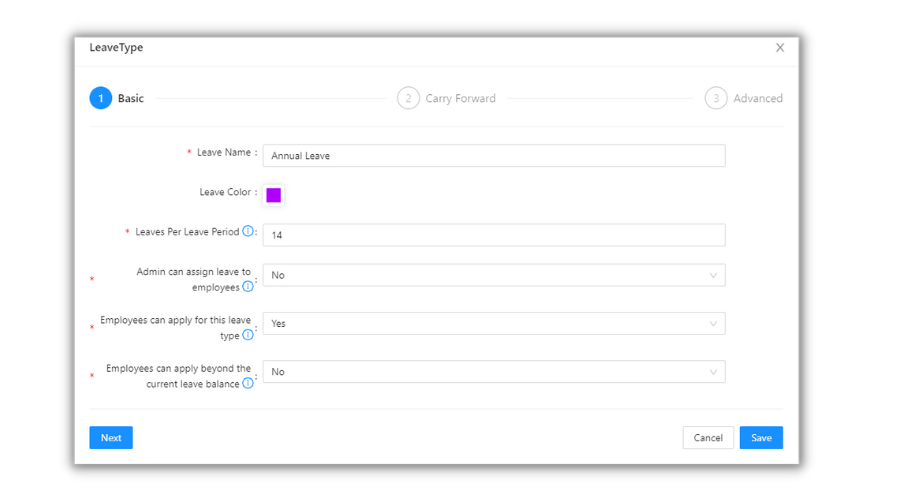 LeaveType
1 Basic
2 Carry Forward
3 Advanced
* Leave Name :
Annual Leave
Leave Color :
* Leaves Per Leave Period :
14
* Admin can assign leave to
employees :
No
* Employees can apply for this leave
type :
Yes
* Employees can apply beyond the
current leave balance :
No
Next
Cancel
Save